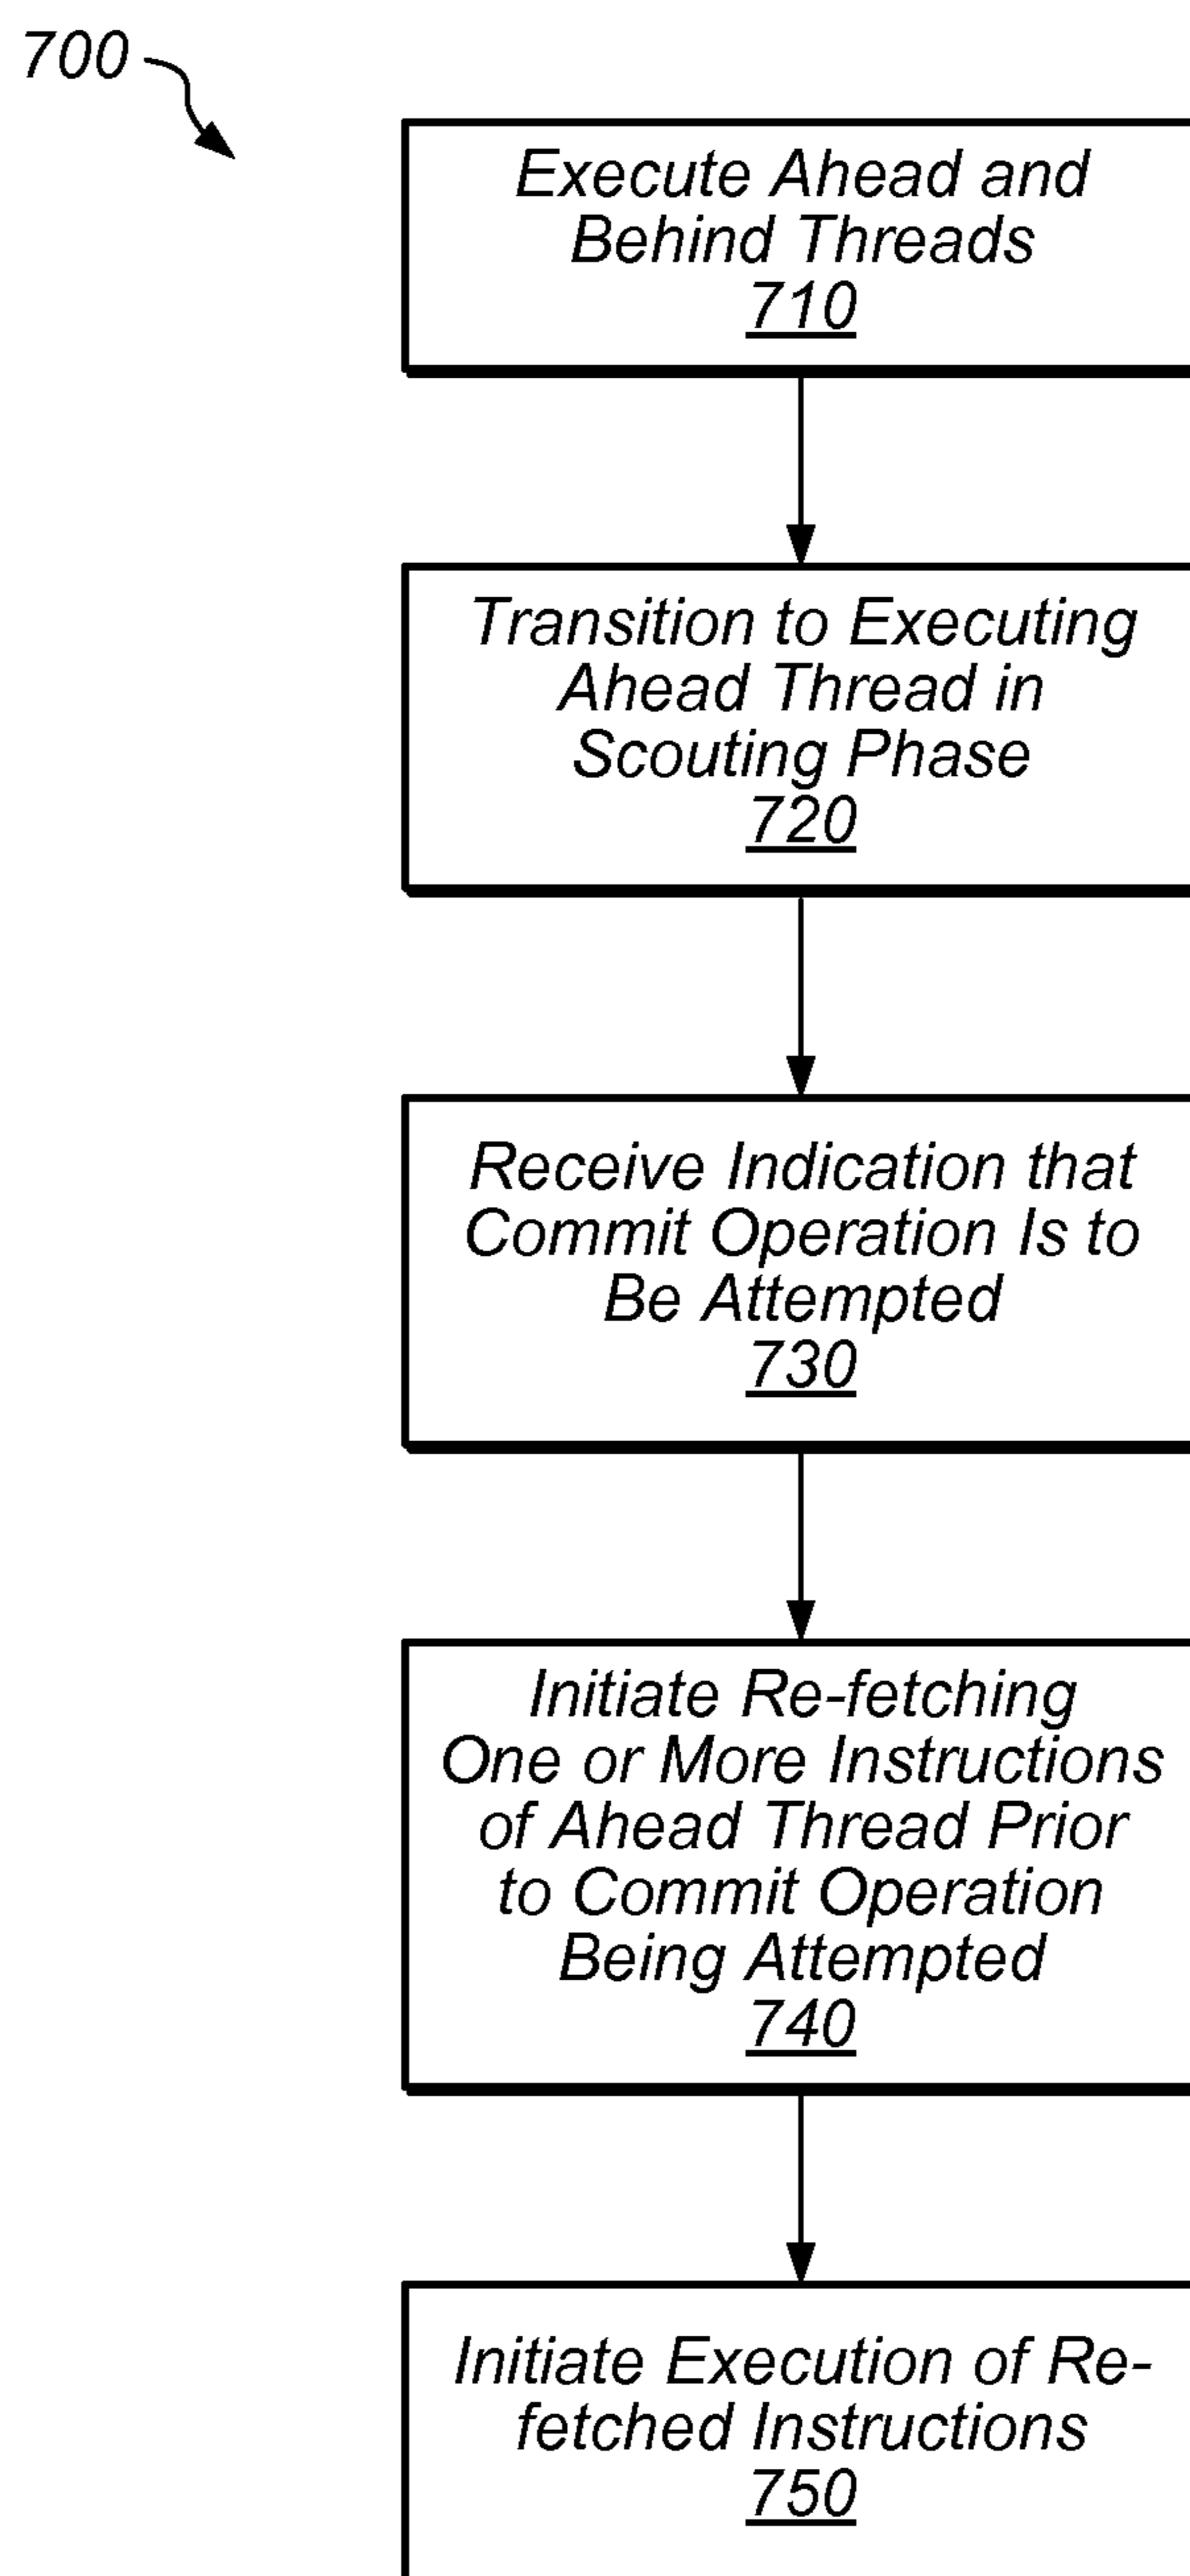 700
Execute Ahead and
Behind Threads
710
Transition to Executing
Ahead Thread in
Scouting Phase
720
Receive Indication that
Commit Operation Is to
Be Attempted
730
Initiate Re-fetching
One or More Instructions
of Ahead Thread Prior
to Commit Operation
Being Attempted
740
Initiate Execution of Re-
fetched Instructions
750